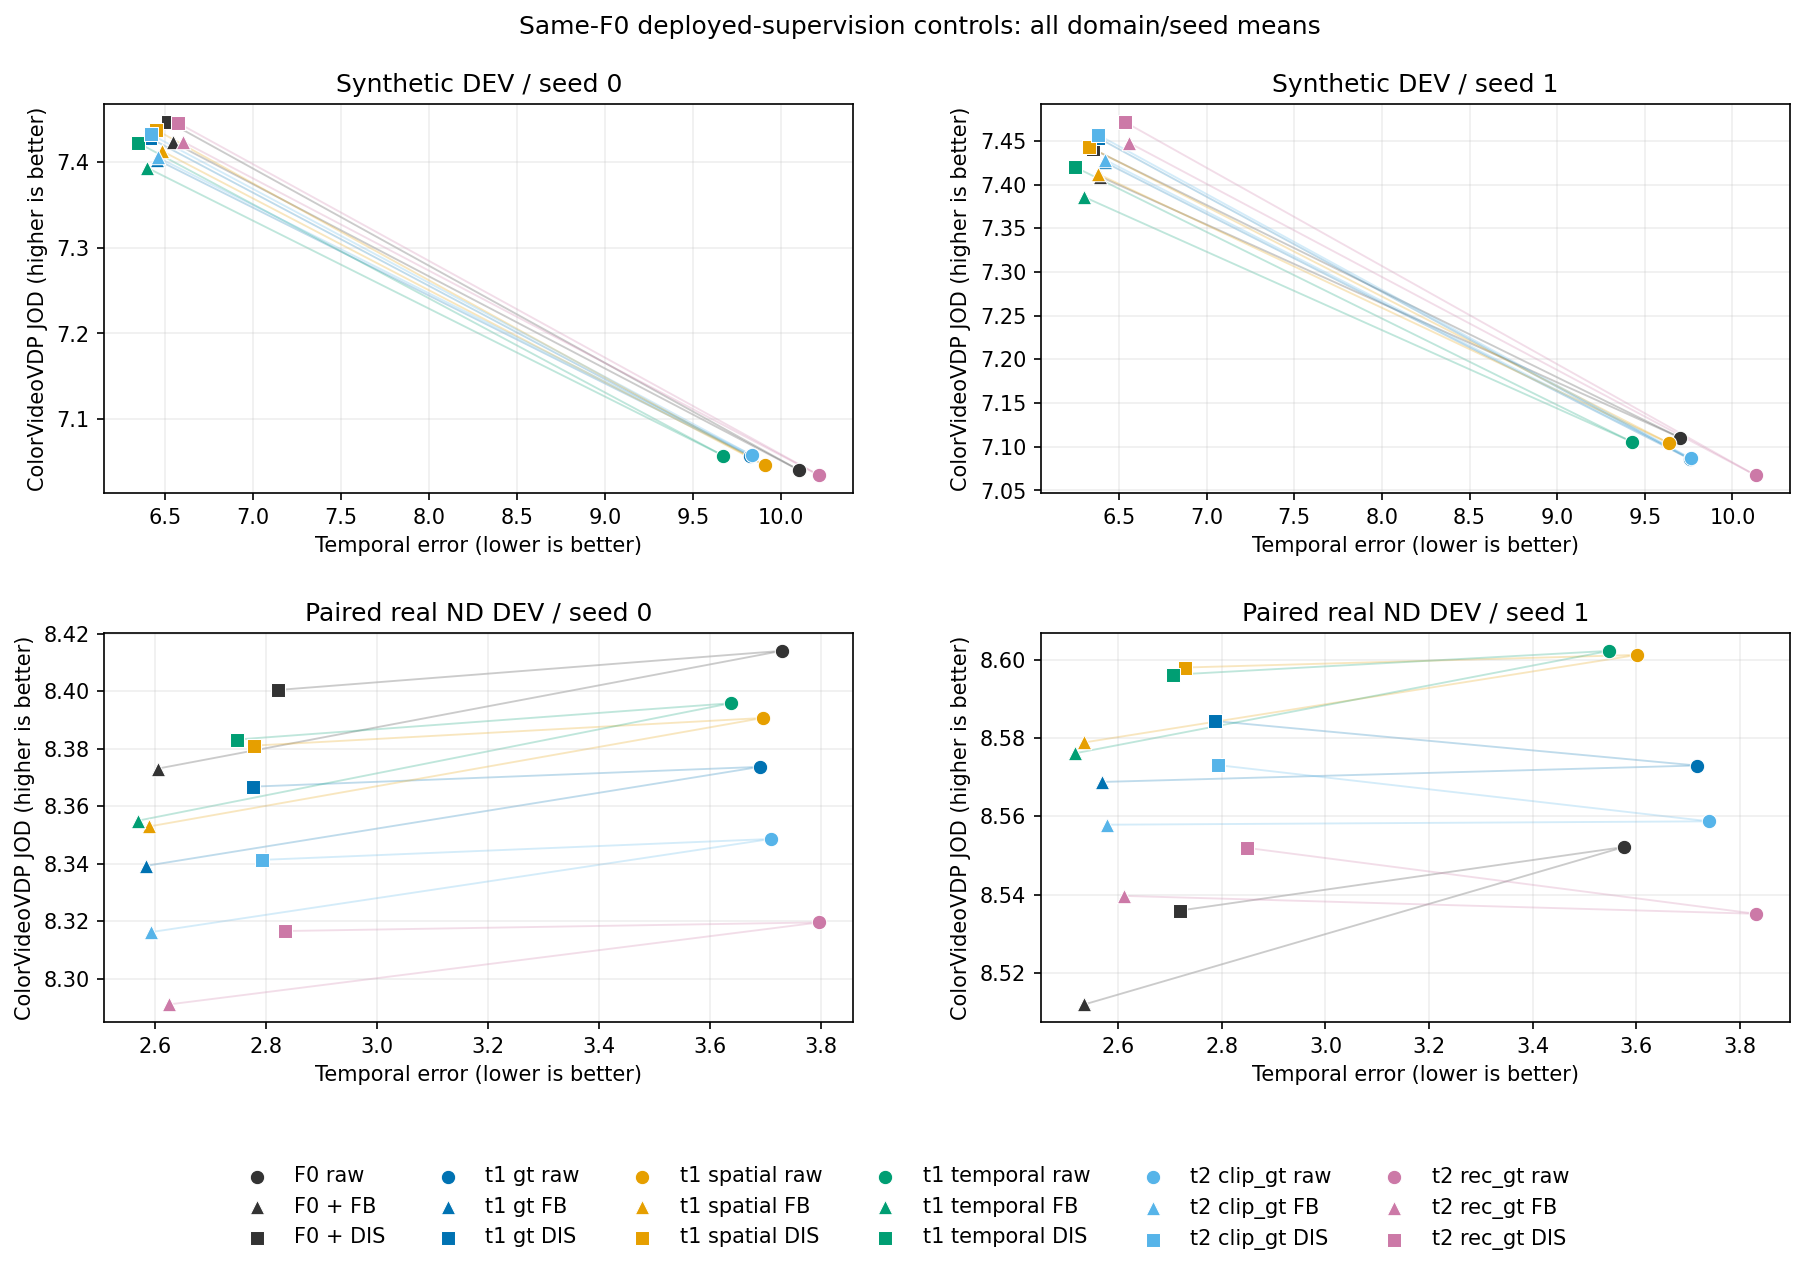 Same-F0 deployed-supervision controls: all domain/seed means
Synthetic DEV / seed 0
ColorVideoVDP JOD (higher is better)
7.4
7.3
7.2
7.1
6.5 7.0 7.5 8.0 8.5 9.0 9.5 10.0
Temporal error (lower is better)
Synthetic DEV / seed 1
ColorVideoVDP JOD (higher is better)
7.45
7.40
7.35
7.30
7.25
7.20
7.15
7.10
7.05
6.5 7.0 7.5 8.0 8.5 9.0 9.5 10.0
Temporal error (lower is better)
Paired real ND DEV / seed 0
ColorVideoVDP JOD (higher is better)
8.42
8.40
8.38
8.36
8.34
8.32
8.30
2.6 2.8 3.0 3.2 3.4 3.6 3.8
Temporal error (lower is better)
Paired real ND DEV / seed 1
ColorVideoVDP JOD (higher is better)
8.60
8.58
8.56
8.54
8.52
2.6 2.8 3.0 3.2 3.4 3.6 3.8
Temporal error (lower is better)
F0 raw
F0 + FB
F0 + DIS
t1 gt raw
t1 gt FB
t1 gt DIS
t1 spatial raw
t1 spatial FB
t1 spatial DIS
t1 temporal raw
t1 temporal FB
t1 temporal DIS
t2 clip_gt raw
t2 clip_gt FB
t2 clip_gt DIS
t2 rec_gt raw
t2 rec_gt FB
t2 rec_gt DIS